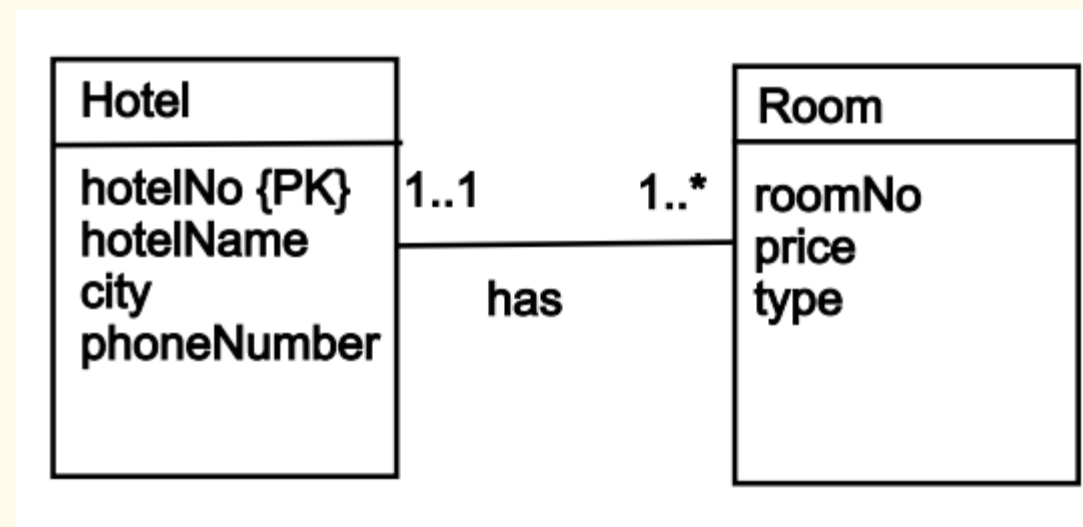 Hotel
hotelNo {PK}
hotelName
city
phoneNumber
1..1
1..*
has
Room
roomNo
price
type